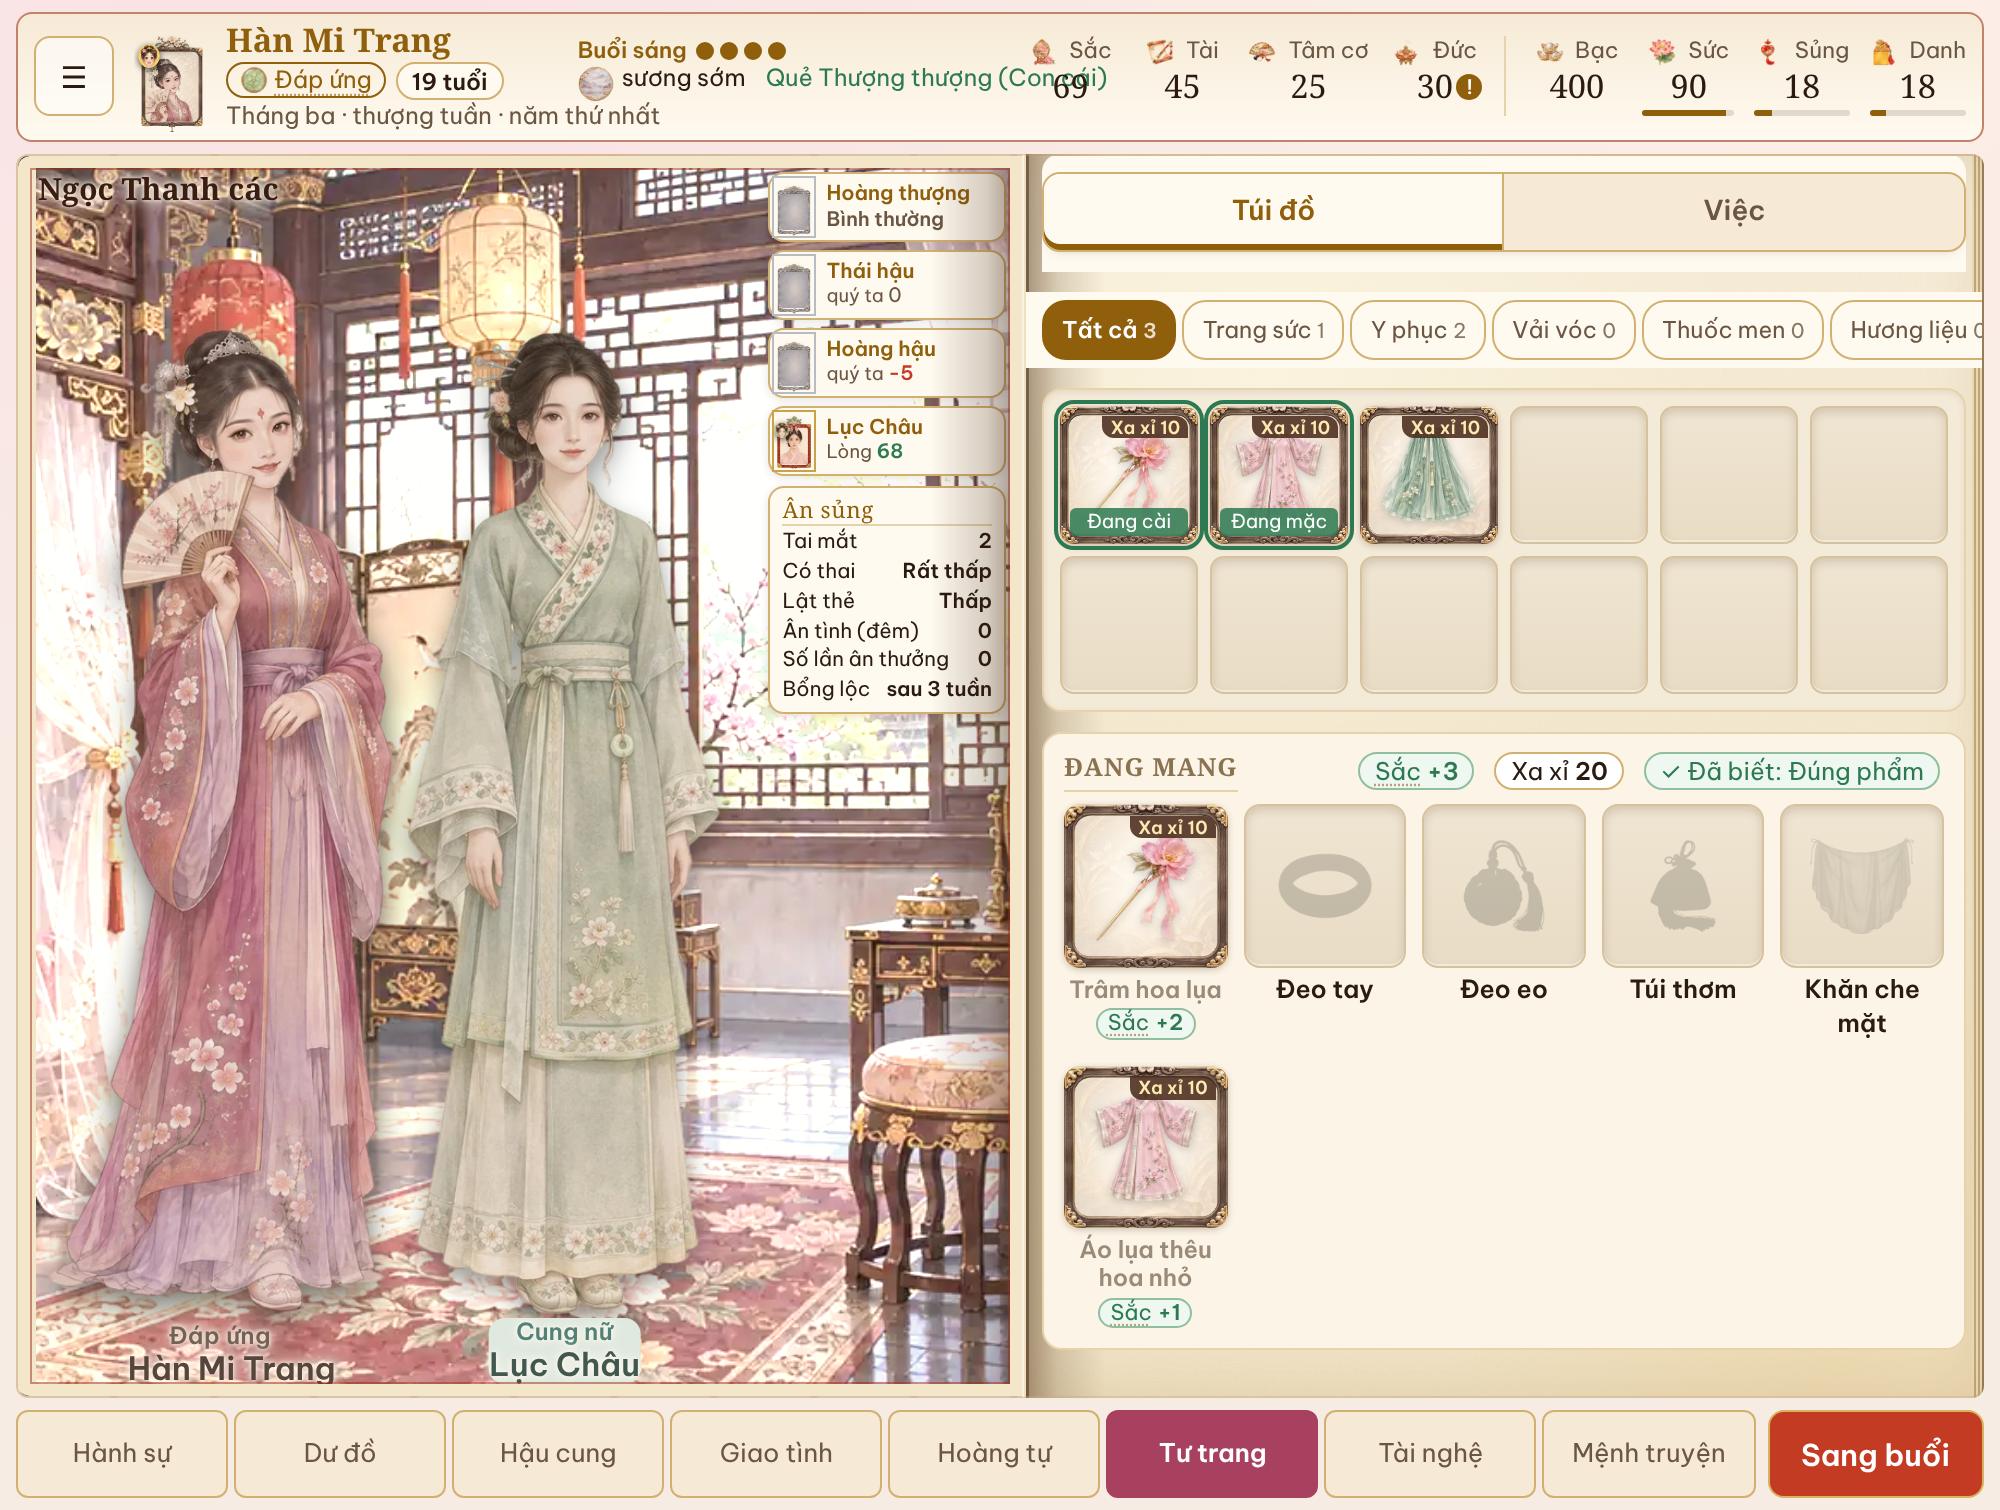 ☰
Hàn Mi Trang
Đáp ứng
19 tuổi
Tháng ba · thượng tuần · năm thứ nhất
Buổi sáng
sương sớm
Quẻ Thượng thượng (Con cái)
Sắc
69
Tài
45
Tâm cơ
25
Đức
30
!
Bạc
400
Sức
90
Sủng
18
Danh
18
Ngọc Thanh các
Hoàng thượng
Bình thường
Thái hậu
quý ta 0
Hoàng hậu
quý ta -5
Lục Châu
Lòng 68
Ân sủng
Tai mắt 2
Có thai Rất thấp
Lật thẻ Thấp
Ân tình (đêm) 0
Số lần ân thưởng 0
Bổng lộc sau 3 tuần
Đáp ứng
Hàn Mi Trang
Cung nữ
Lục Châu
Túi đồ
Việc
Tất cả 3
Trang sức 1
Y phục 2
Vải vóc 0
Thuốc men 0
Hương liệu 0
Xa xỉ 10
Đang cài
Xa xỉ 10
Đang mặc
Xa xỉ 10
ĐANG MANG
Sắc +3
Xa xỉ 20
✓ Đã biết: Đúng phẩm
Xa xỉ 10
Trâm hoa lụa
Sắc +2
Đeo tay
Đeo eo
Túi thơm
Khăn che
mặt
Xa xỉ 10
Áo lụa thêu
hoa nhỏ
Sắc +1
Hành sự
Dư đồ
Hậu cung
Giao tình
Hoàng tự
Tư trang
Tài nghệ
Mệnh truyện
Sang buổi